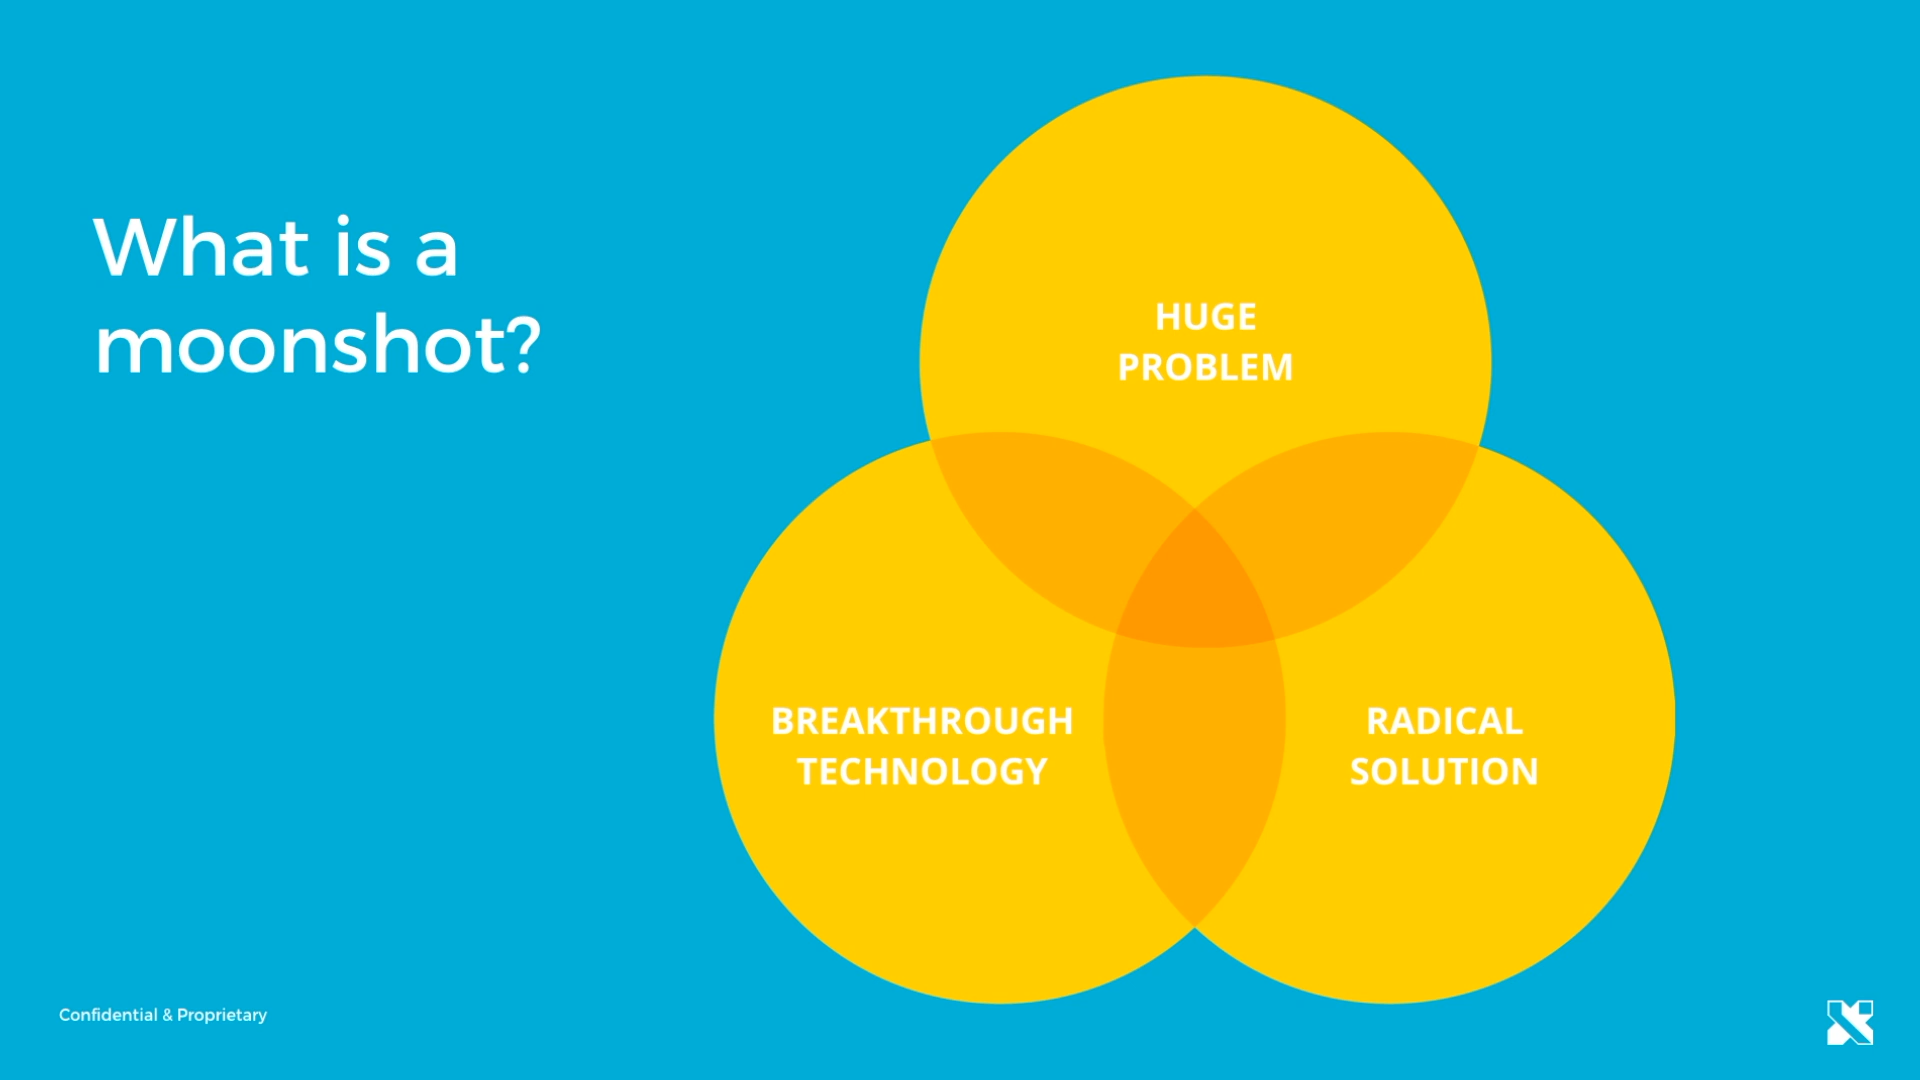 What is a
moonshot?
HUGE
PROBLEM
BREAKTHROUGH
TECHNOLOGY
RADICAL
SOLUTION
Confidential & Proprietary